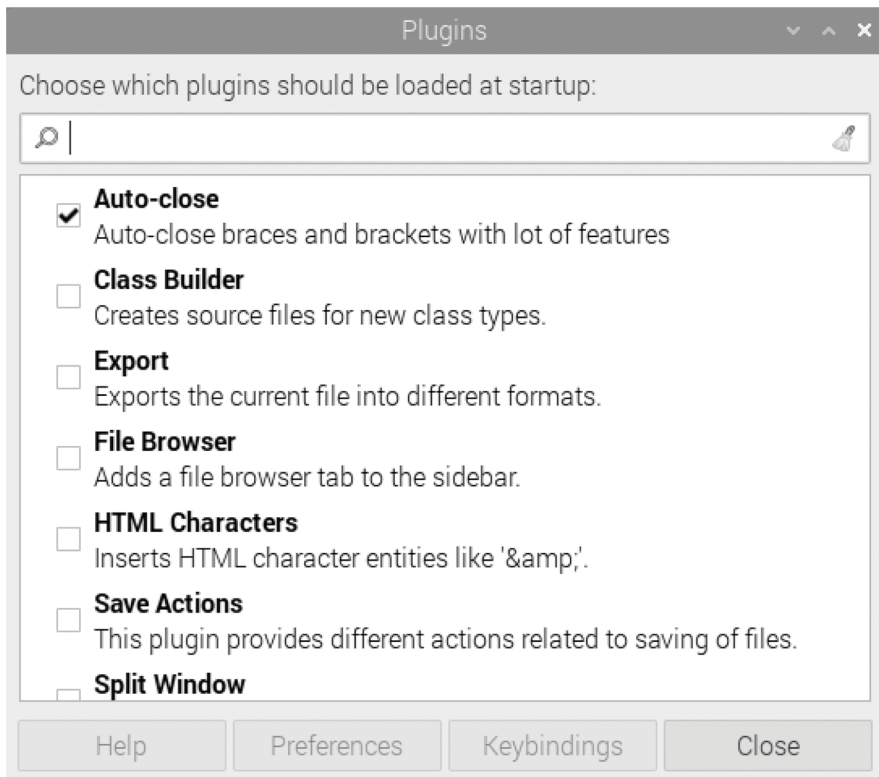 Plugins
Choose which plugins should be loaded at startup:
Auto-close
Auto-close braces and brackets with lot of features
Class Builder
Creates source files for new class types.
Export
Exports the current file into different formats.
File Browser
Adds a file browser tab to the sidebar.
HTML Characters
Inserts HTML character entities like '&amp;'.
Save Actions
This plugin provides different actions related to saving of files.
Split Window
Help Preferences Keybindings Close